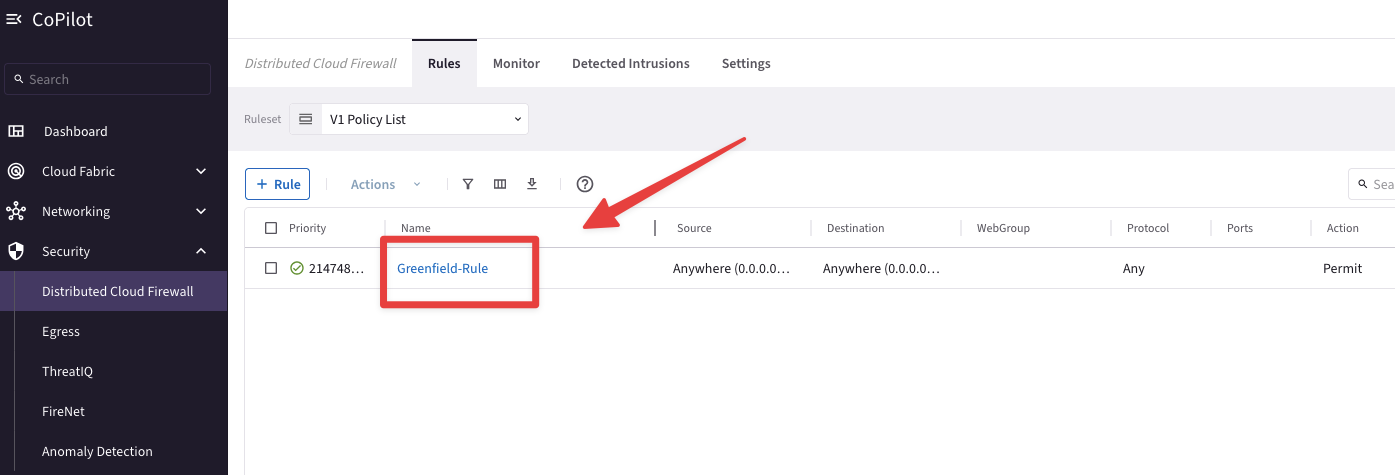 CoPilot
Search
Dashboard
Cloud Fabric
Networking
Security
Distributed Cloud Firewall
Egress
ThreatIQ
FireNet
Anomaly Detection
Distributed Cloud Firewall Rules Monitor Detected Intrusions Settings
Ruleset V1 Policy List
+ Rule Actions ? Sea
Priority Name Source Destination WebGroup Protocol Ports Action
214748... Greenfield-Rule Anywhere (0.0.0.0... Anywhere (0.0.0.0... Any Permit